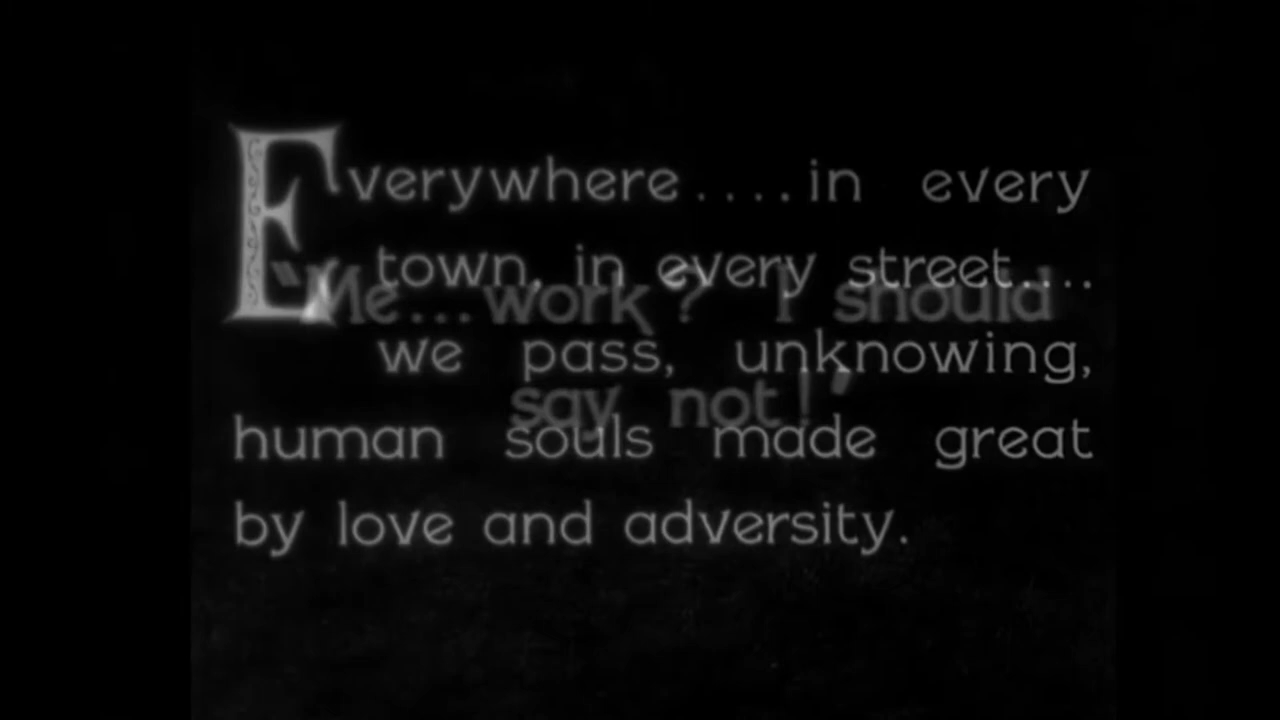 Everywhere....in every
town, in every street....
"Me...work? I should
we pass, unknowing,
say not!"
human souls made great
by love and adversity.